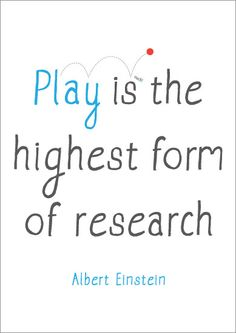 Play is the
highest form
of research
Albert Einstein